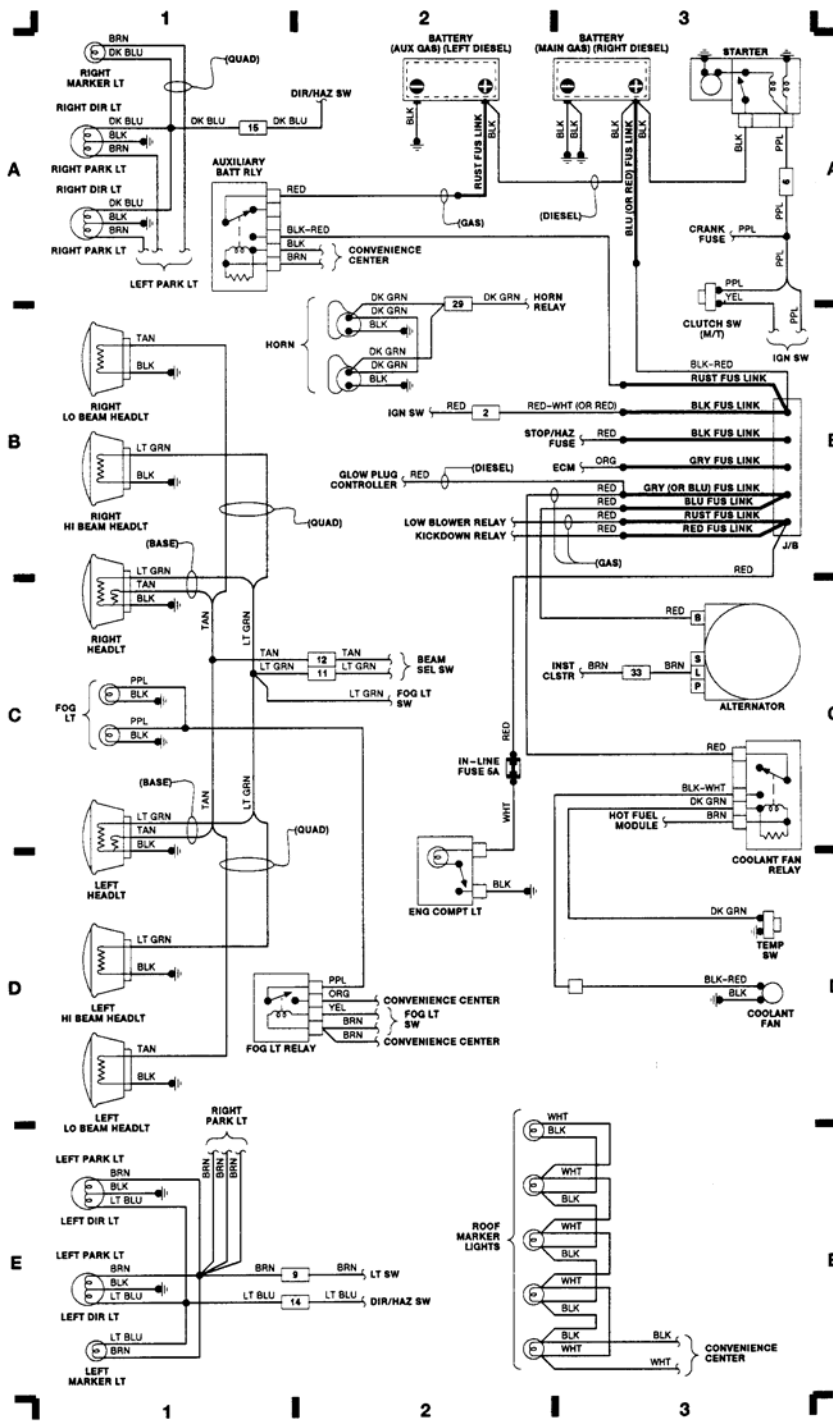 1
2
3
A
A
BRN
DK BLU
(QUAD)
RIGHT
MARKER LT
RIGHT DIR LT
DK BLU
BLK
BRN
DK BLU
15
DK BLU
DIR/HAZ SW
RIGHT PARK LT
RIGHT DIR LT
DK BLU
BLK
BRN
RIGHT PARK LT
LEFT PARK LT
AUXILIARY
BATT RLY
RED
BLK-RED
BLK
BRN
CONVENIENCE
CENTER
BATTERY
(AUX GAS) (LEFT DIESEL)
BLK
RUST FUS LINK
BLK
(GAS)
(DIESEL)
BATTERY
(MAIN GAS) (RIGHT DIESEL)
BLK
BLK
BLK
BLU (OR RED) FUS LINK
BLK
STARTER
BLK
PPL
6
PPL
CRANK
FUSE
PPL
PPL
PPL
YEL
CLUTCH SW
(M/T)
PPL
IGN SW
HORN
DK GRN
DK GRN
BLK
DK GRN
DK GRN
BLK
29
DK GRN
HORN
RELAY
B
TAN
BLK
RIGHT
LO BEAM HEADLT
LT GRN
BLK
RIGHT
HI BEAM HEADLT
(QUAD)
(BASE)
LT GRN
TAN
BLK
RIGHT
HEADLT
BLK-RED
RUST FUS LINK
IGN SW
RED
2
RED-WHT (OR RED)
BLK FUS LINK
STOP/HAZ
FUSE
RED
BLK FUS LINK
ECM
ORG
GRY FUS LINK
GLOW PLUG
CONTROLLER
RED
(DIESEL)
RED
GRY (OR BLU) FUS LINK
RED
BLU FUS LINK
LOW BLOWER RELAY
RED
RUST FUS LINK
KICKDOWN RELAY
RED
RED FUS LINK
J/B
(GAS)
RED
C
C
TAN
LT GRN
TAN
12
TAN
LT GRN
11
LT GRN
BEAM
SEL SW
LT GRN
FOG LT
SW
FOG
LT
PPL
BLK
PPL
BLK
(BASE)
TAN
LT GRN
LT GRN
TAN
BLK
LEFT
HEADLT
(QUAD)
RED
B
INST
CLSTR
BRN
33
BRN
S
L
P
ALTERNATOR
RED
IN-LINE
FUSE 5A
WHT
ENG COMPT LT
BLK
RED
BLK-WHT
DK GRN
HOT FUEL
MODULE
BRN
COOLANT FAN
RELAY
D
LT GRN
BLK
LEFT
HI BEAM HEADLT
TAN
BLK
LEFT
LO BEAM HEADLT
PPL
ORG
CONVENIENCE CENTER
YEL
FOG LT
SW
BRN
BRN
CONVENIENCE CENTER
FOG LT RELAY
DK GRN
TEMP
SW
BLK-RED
BLK
COOLANT
FAN
E
RIGHT
PARK LT
BRN
BRN
BRN
LEFT PARK LT
BRN
BLK
LT BLU
LEFT DIR LT
LEFT PARK LT
BRN
BLK
LT BLU
LEFT DIR LT
LT BLU
BRN
LEFT
MARKER LT
BRN
9
BRN
LT SW
LT BLU
14
LT BLU
DIR/HAZ SW
ROOF
MARKER
LIGHTS
WHT
BLK
WHT
BLK
WHT
BLK
WHT
BLK
BLK
WHT
BLK
WHT
CONVENIENCE
CENTER
1
2
3